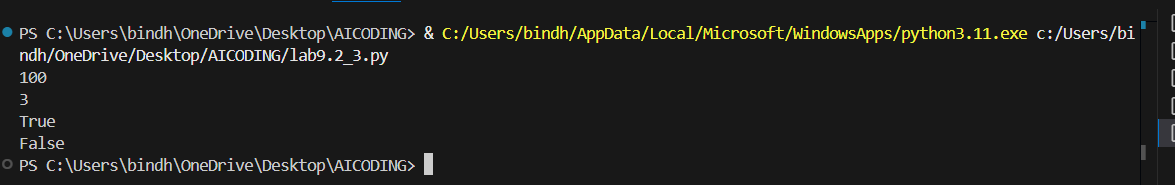 PS C:\Users\bindh\OneDrive\Desktop\AICODING> & C:/Users/bindh/AppData/Local/Microsoft/WindowsApps/python3.11.exe c:/Users/bi
ndh/OneDrive/Desktop/AICODING/lab9.2_3.py
100
3
True
False
PS C:\Users\bindh\OneDrive\Desktop\AICODING>